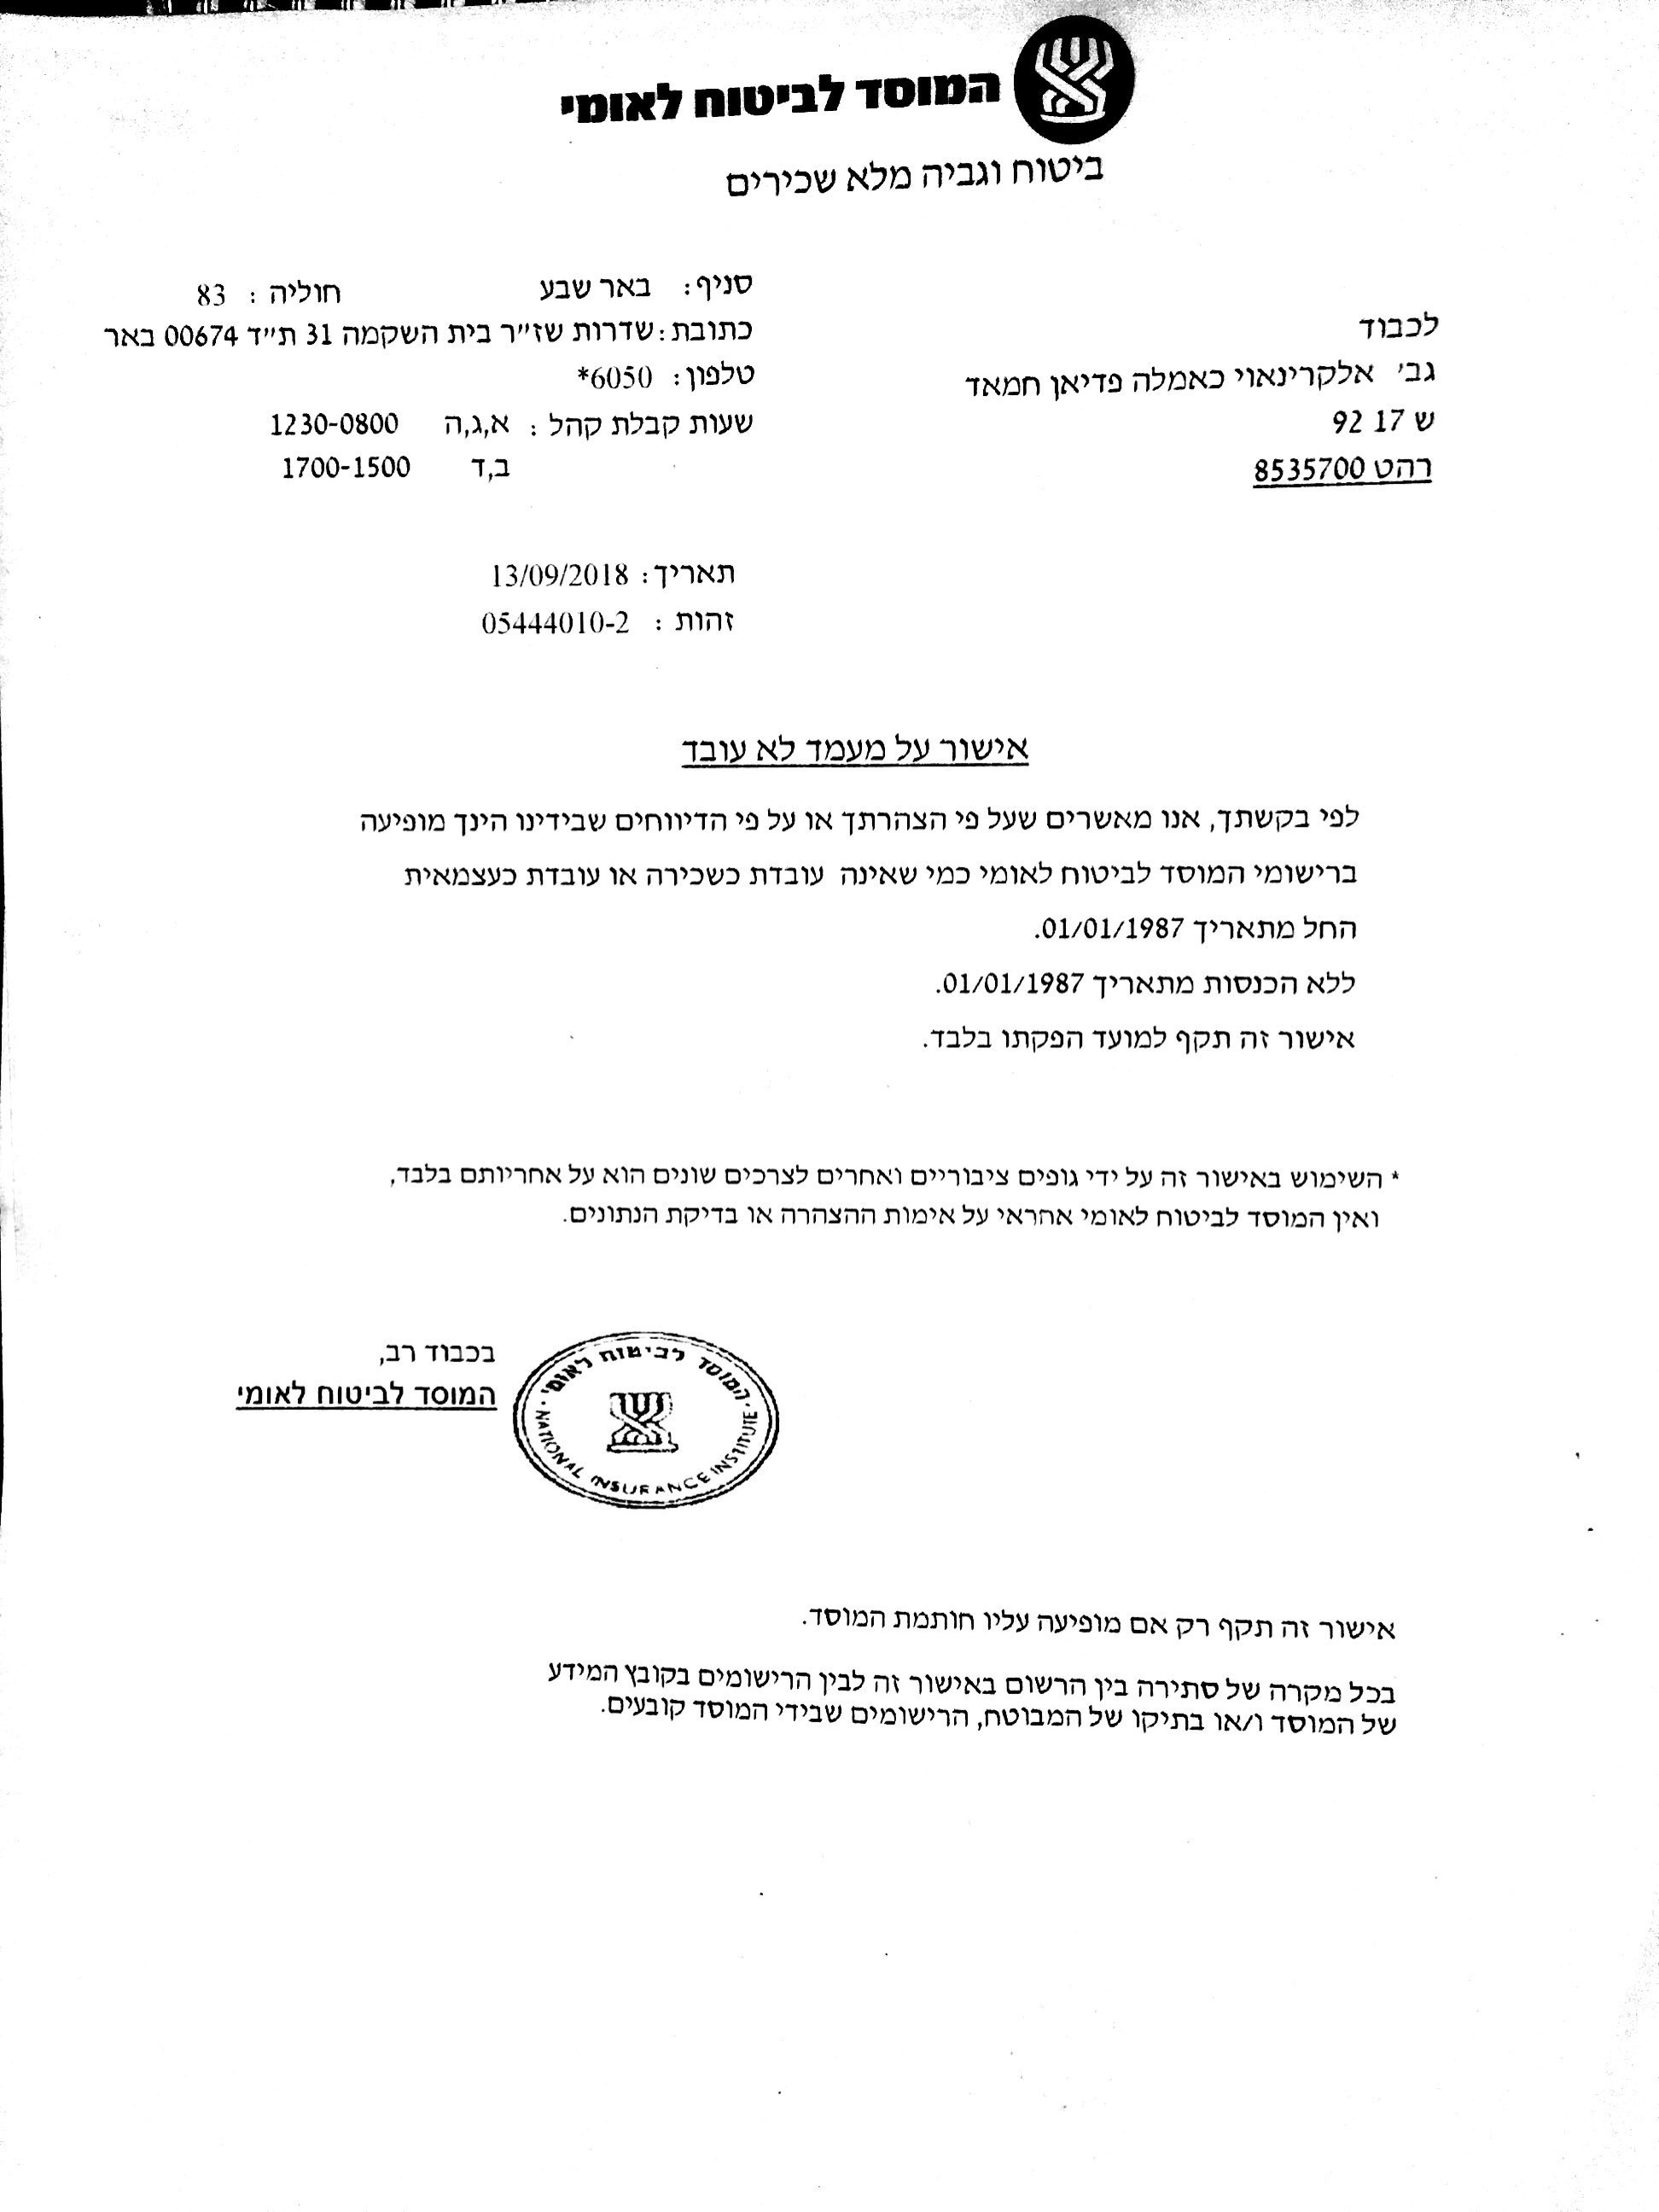 המוסד לביטוח לאומי
ביטוח וגביה מלא שכירים
לכבוד
גב' אלקרינאוי כאמלה פדיאן חמאד
ש 17 92
רהט 8535700
סניף: באר שבע חוליה : 83
כתובת: שדרות שז"ר בית השקמה 31 ת"ד 00674 באר
טלפון: 6050*
שעות קבלת קהל : א,ג,ה 1230-0800
ב,ד 1700-1500
תאריך: 13/09/2018
זהות : 05444010-2
אישור על מעמד לא עובד
לפי בקשתך, אנו מאשרים שעל פי הצהרתך או על פי הדיווחים שבידינו הינך מופיעה
ברישומי המוסד לביטוח לאומי כמי שאינה עובדת כשכירה או עובדת כעצמאית
החל מתאריך 01/01/1987.
ללא הכנסות מתאריך 01/01/1987.
אישור זה תקף למועד הפקתו בלבד.
* השימוש באישור זה על ידי גופים ציבוריים ואחרים לצרכים שונים הוא על אחריותם בלבד,
ואין המוסד לביטוח לאומי אחראי על אימות ההצהרה או בדיקת הנתונים.
בכבוד רב,
המוסד לביטוח לאומי
המוסד לביטוח לאומי
NATIONAL INSURANCE INSTITUTE
אישור זה תקף רק אם מופיעה עליו חותמת המוסד.
בכל מקרה של סתירה בין הרשום באישור זה לבין הרישומים בקובץ המידע
של המוסד ו/או בתיקו של המבוטח, הרישומים שבידי המוסד קובעים.